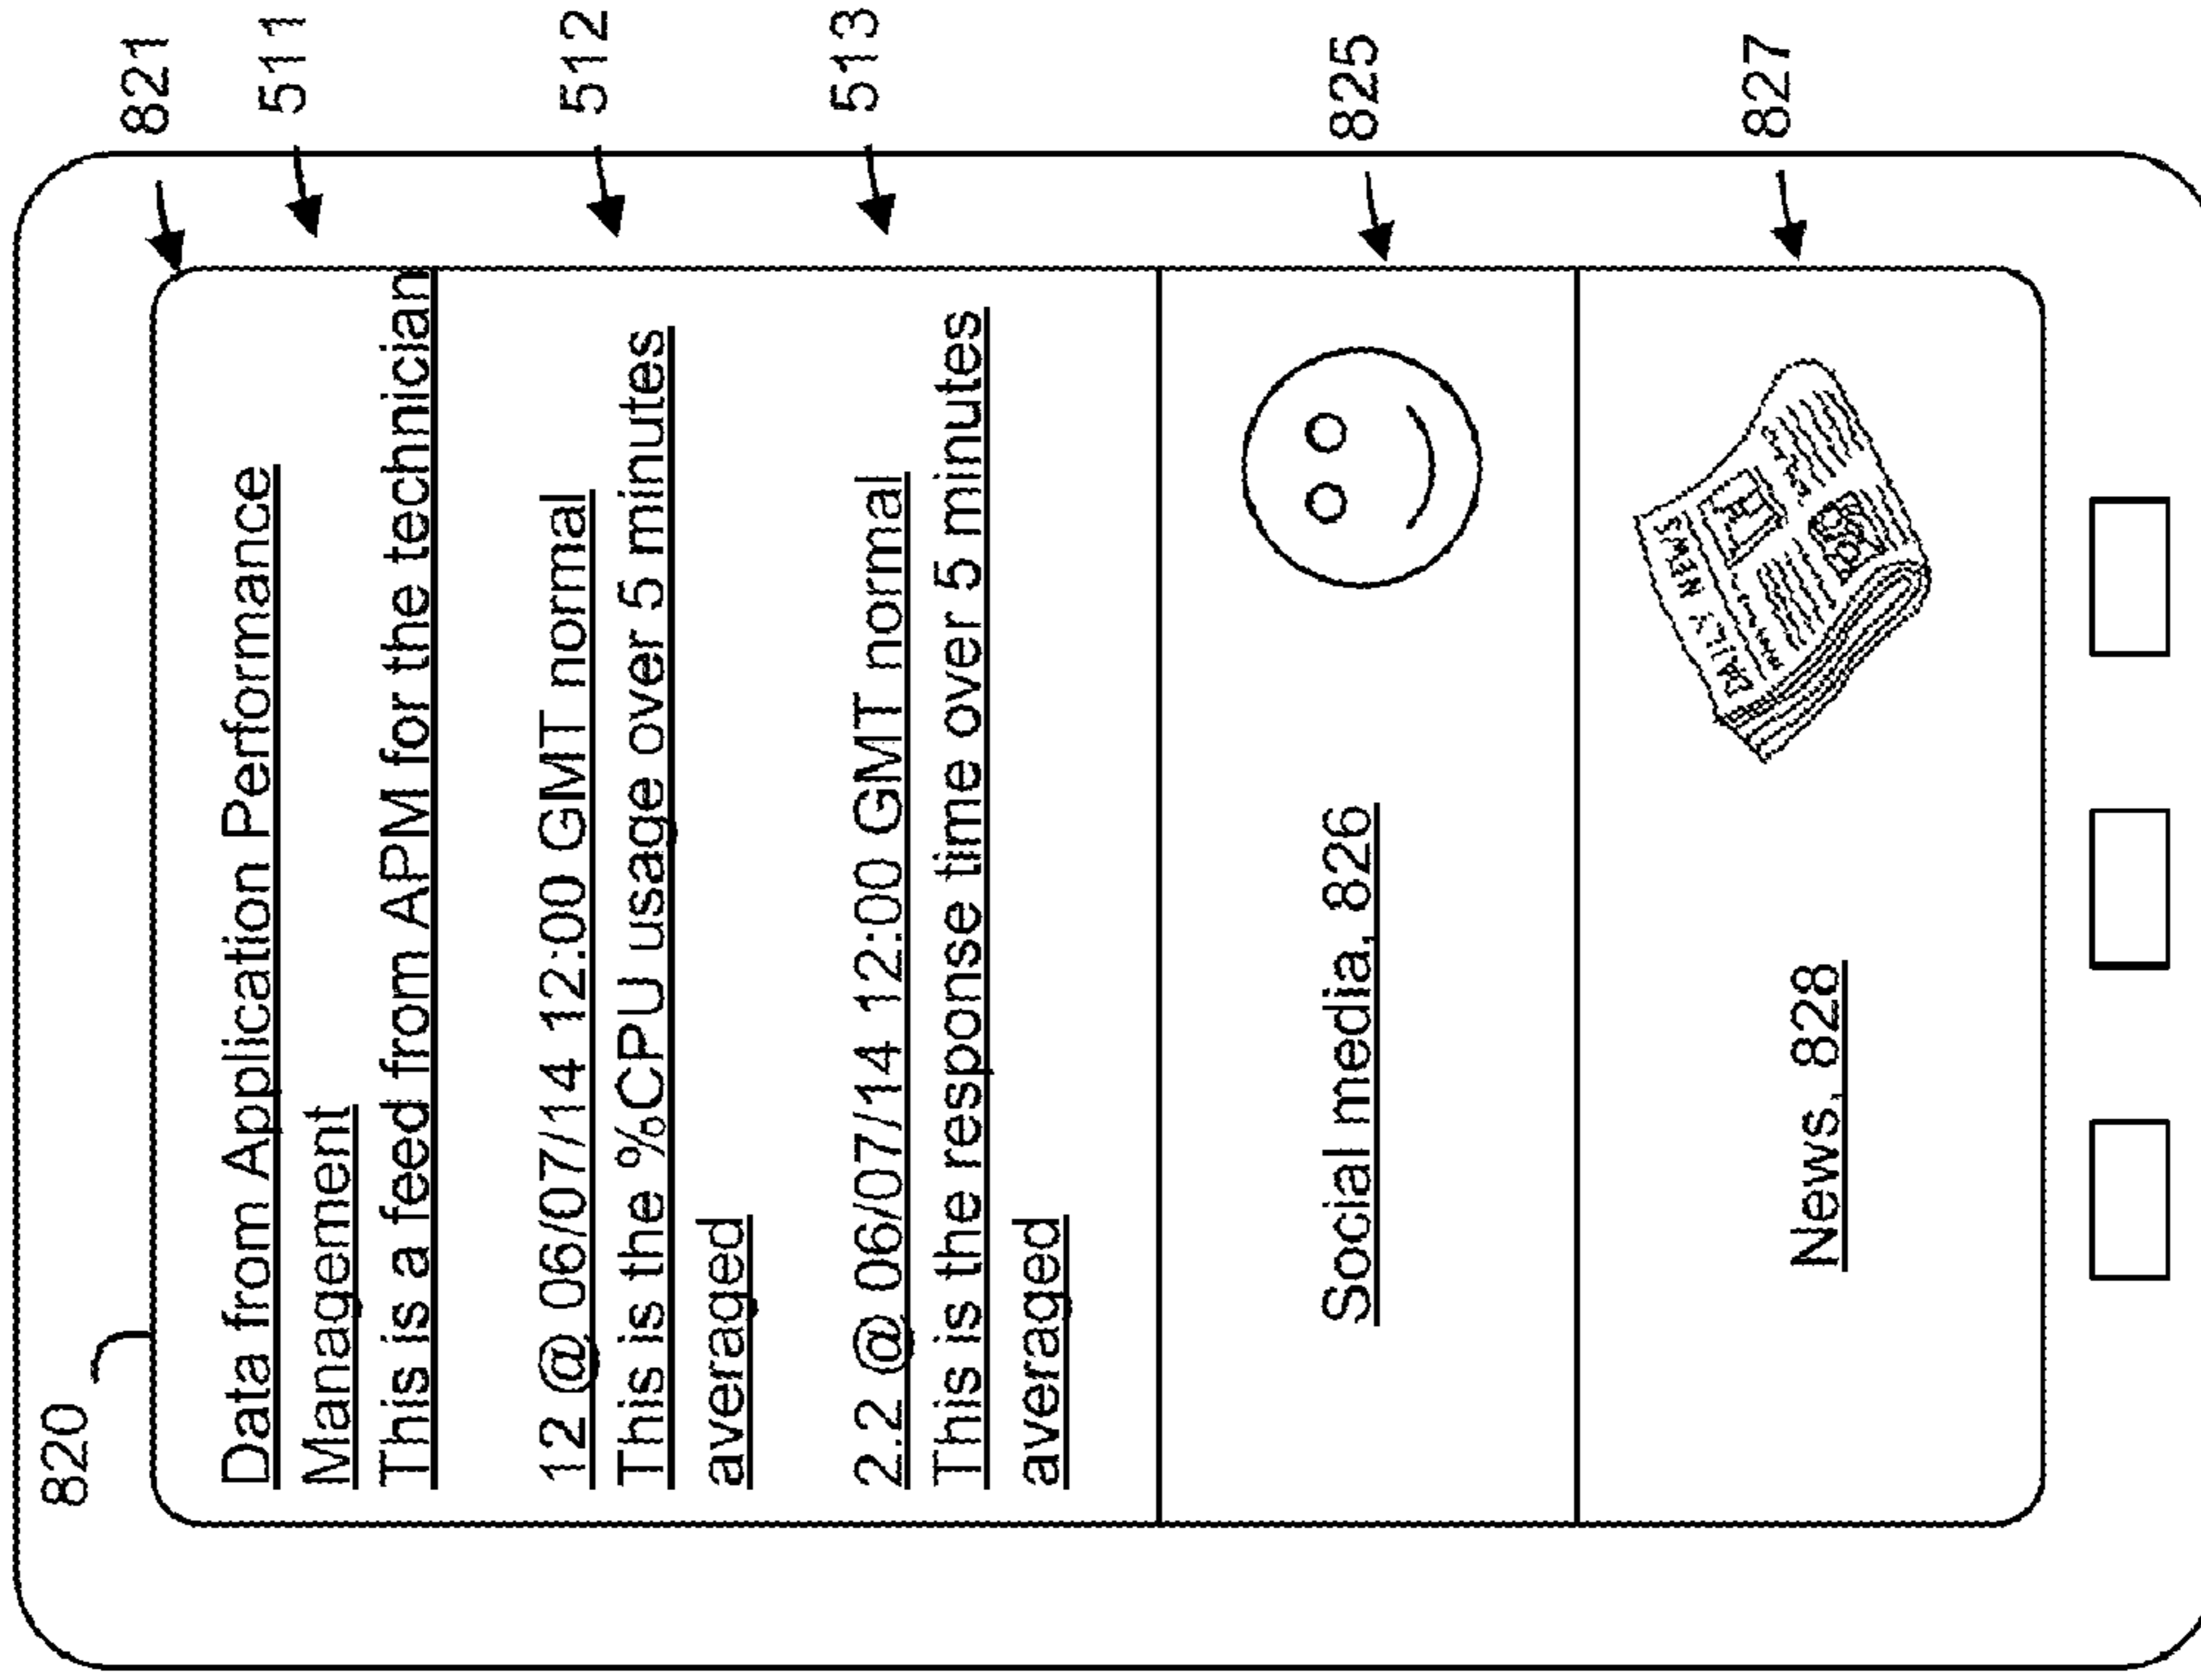 820
821
Data from Application Performance
Management
511
This is a feed from APM for the technician
12 @ 06/07/14 12:00 GMT normal
512
This is the %CPU usage over 5 minutes
averaged
2.2 @ 06/07/14 12:00 GMT normal
513
This is the response time over 5 minutes
averaged
825
Social media, 826
827
DAILY NEWS
News, 828